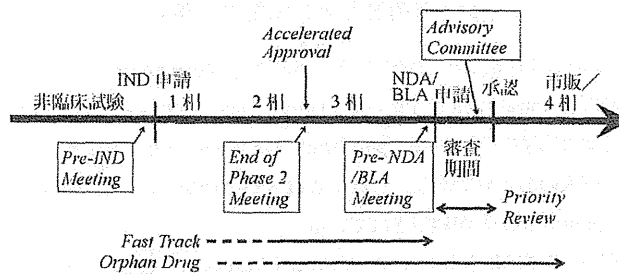 Accelerated
Approval
Advisory
Committee
IND 申請
NDA/
BLA 申請
承認
市販/
4相
非臨床試験
1相
2相
3相
Pre-IND
Meeting
End of
Phase 2
Meeting
Pre- NDA
/BLA
Meeting
審査
期間
Priority
Review
Fast Track
Orphan Drug